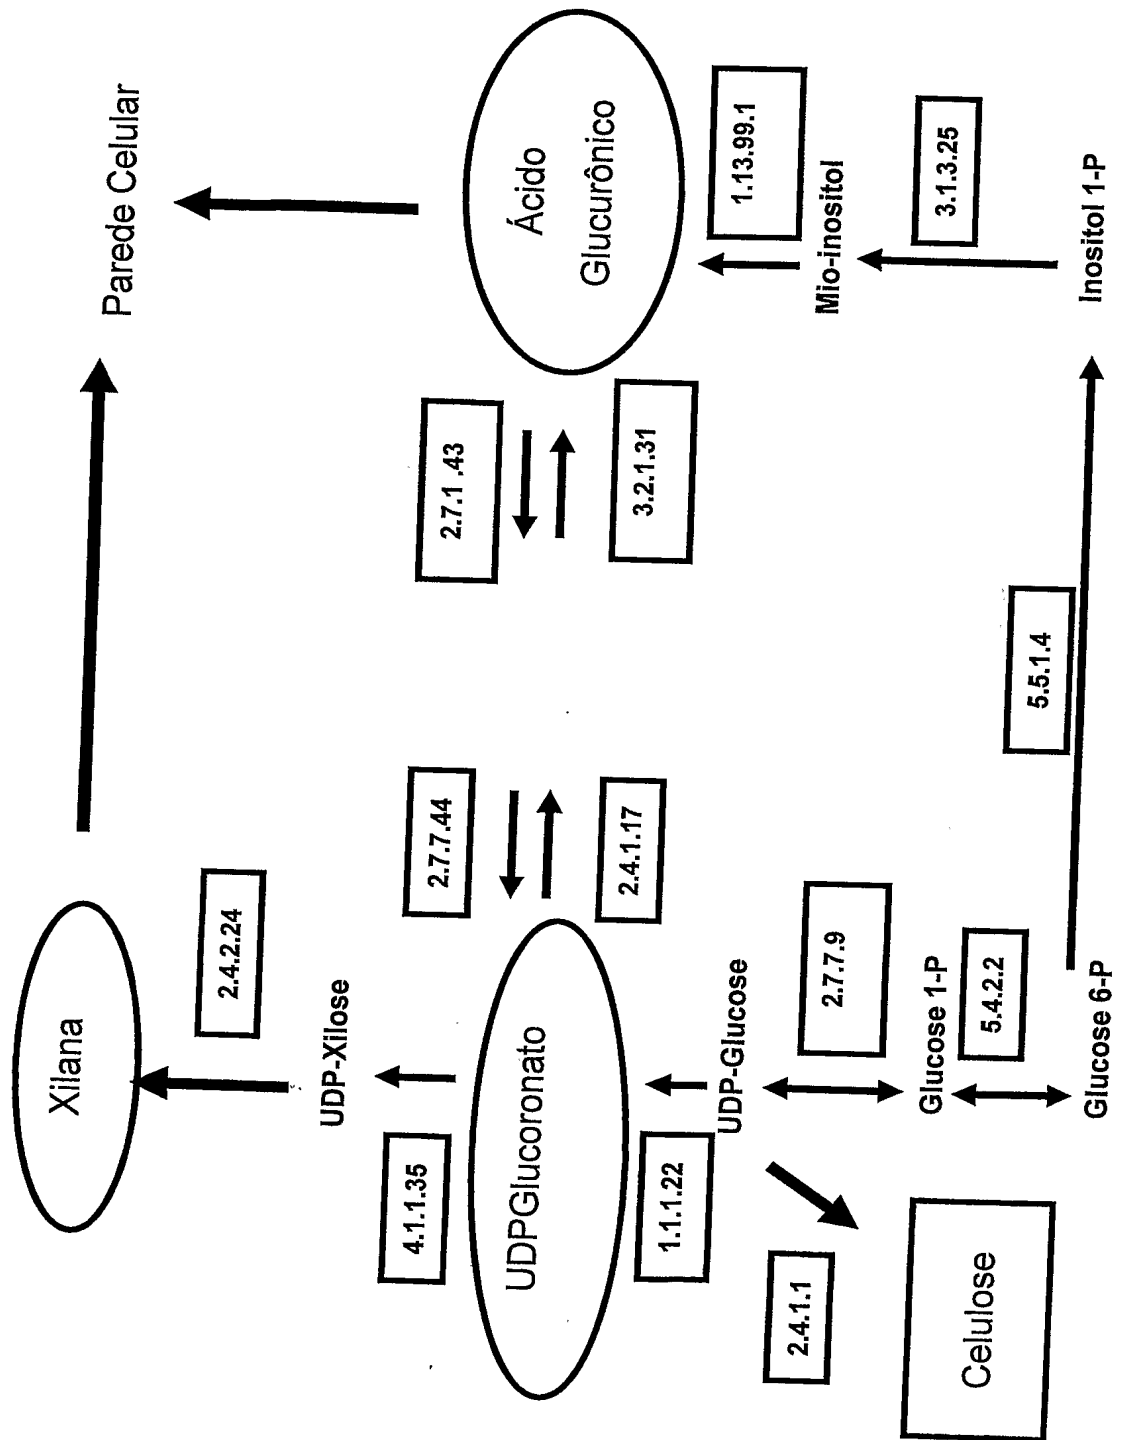 Xilana
Parede Celular
2.4.2.24
UDP-Xilose
4.1.1.35
2.7.7.44
2.7.1 .43
UDPGlucoronato
Ácido
Glucurônico
2.4.1.17
3.2.1.31
1.1.1.22
UDP-Glucose
1.13.99.1
2.4.1.1
2.7.7.9
Mio-inositol
Celulose
Glucose 1-P
3.1.3.25
5.4.2.2
5.5.1.4
Glucose 6-P
Inositol 1-P